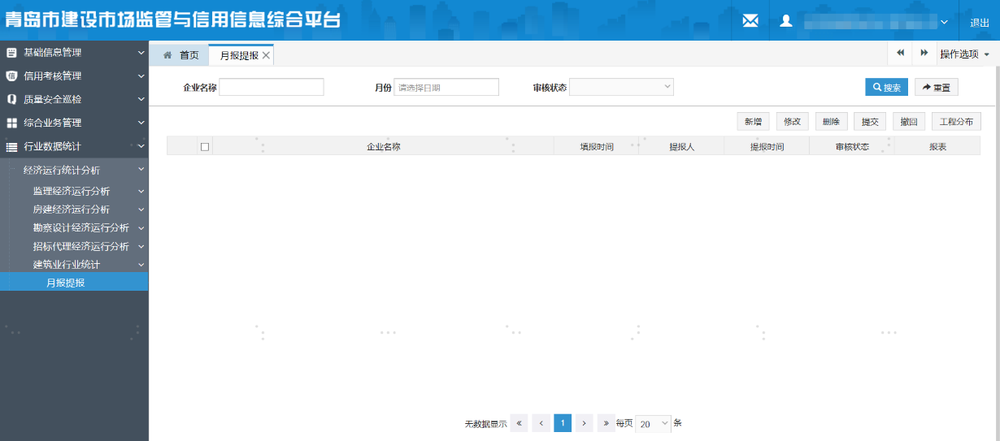 青岛市建设市场监管与信用信息综合平台
退出
基础信息管理
信用考核管理
质量安全巡检
综合业务管理
行业数据统计
经济运行统计分析
监理经济运行分析
房建经济运行分析
勘察设计经济运行分析
招标代理经济运行分析
建筑业行业统计
月报提报
首页 月报提报 操作选项
企业名称 月份 请选择日期 审核状态 搜索 重置
新增 修改 删除 提交 撤回 工程分布
企业名称 填报时间 提报人 提报时间 审核状态 报表
无数据显示 « ‹ 1 › » 每页 20 条